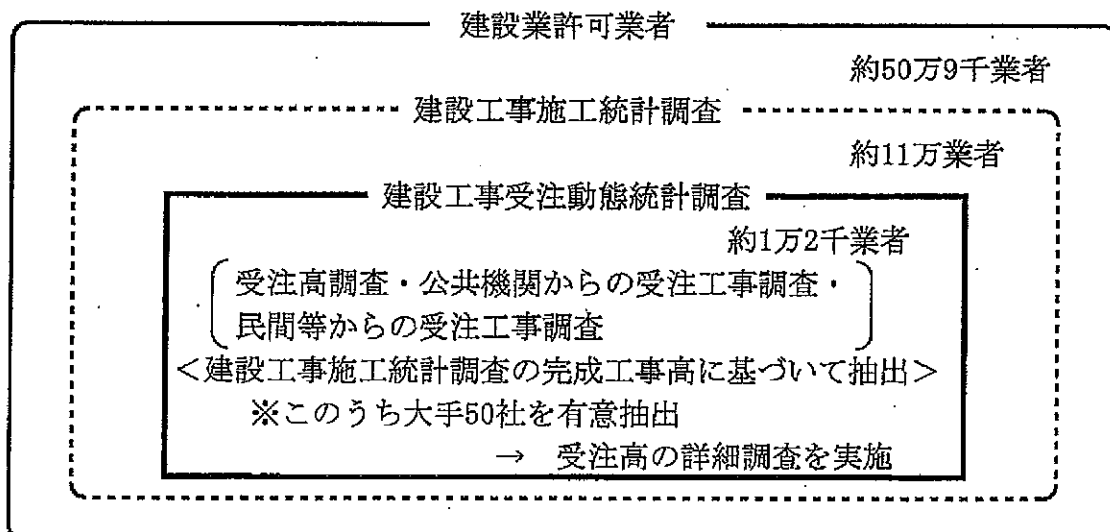 建設業許可業者
約50万9千業者
建設工事施工統計調査
約11万業者
建設工事受注動態統計調査
約1万2千業者
受注高調査・公共機関からの受注工事調査・
民間等からの受注工事調査
<建設工事施工統計調査の完成工事高に基づいて抽出>
※このうち大手50社を有意抽出
→ 受注高の詳細調査を実施